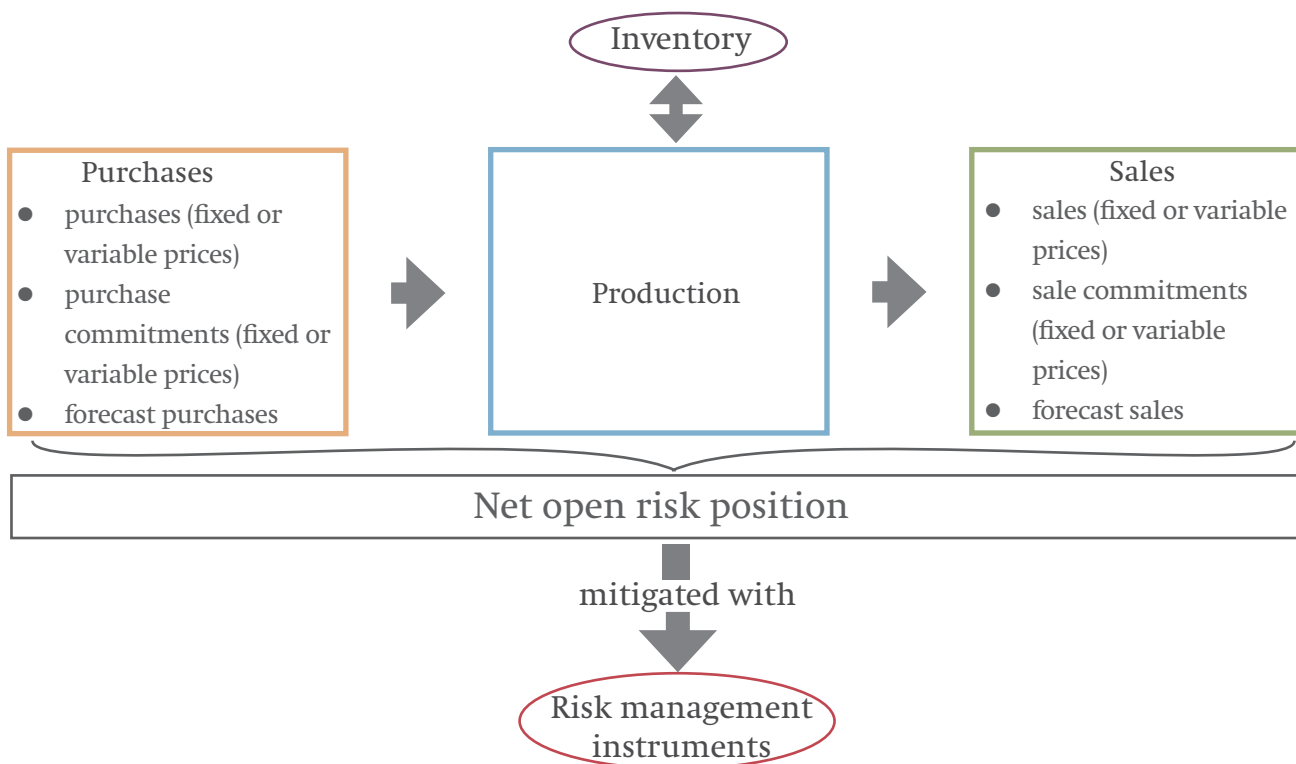 Inventory
Purchases
● purchases (fixed or
variable prices)
● purchase
commitments (fixed or
variable prices)
● forecast purchases
Production
Sales
● sales (fixed or variable
prices)
● sale commitments
(fixed or variable
prices)
● forecast sales
Net open risk position
mitigated with
Risk management
instruments